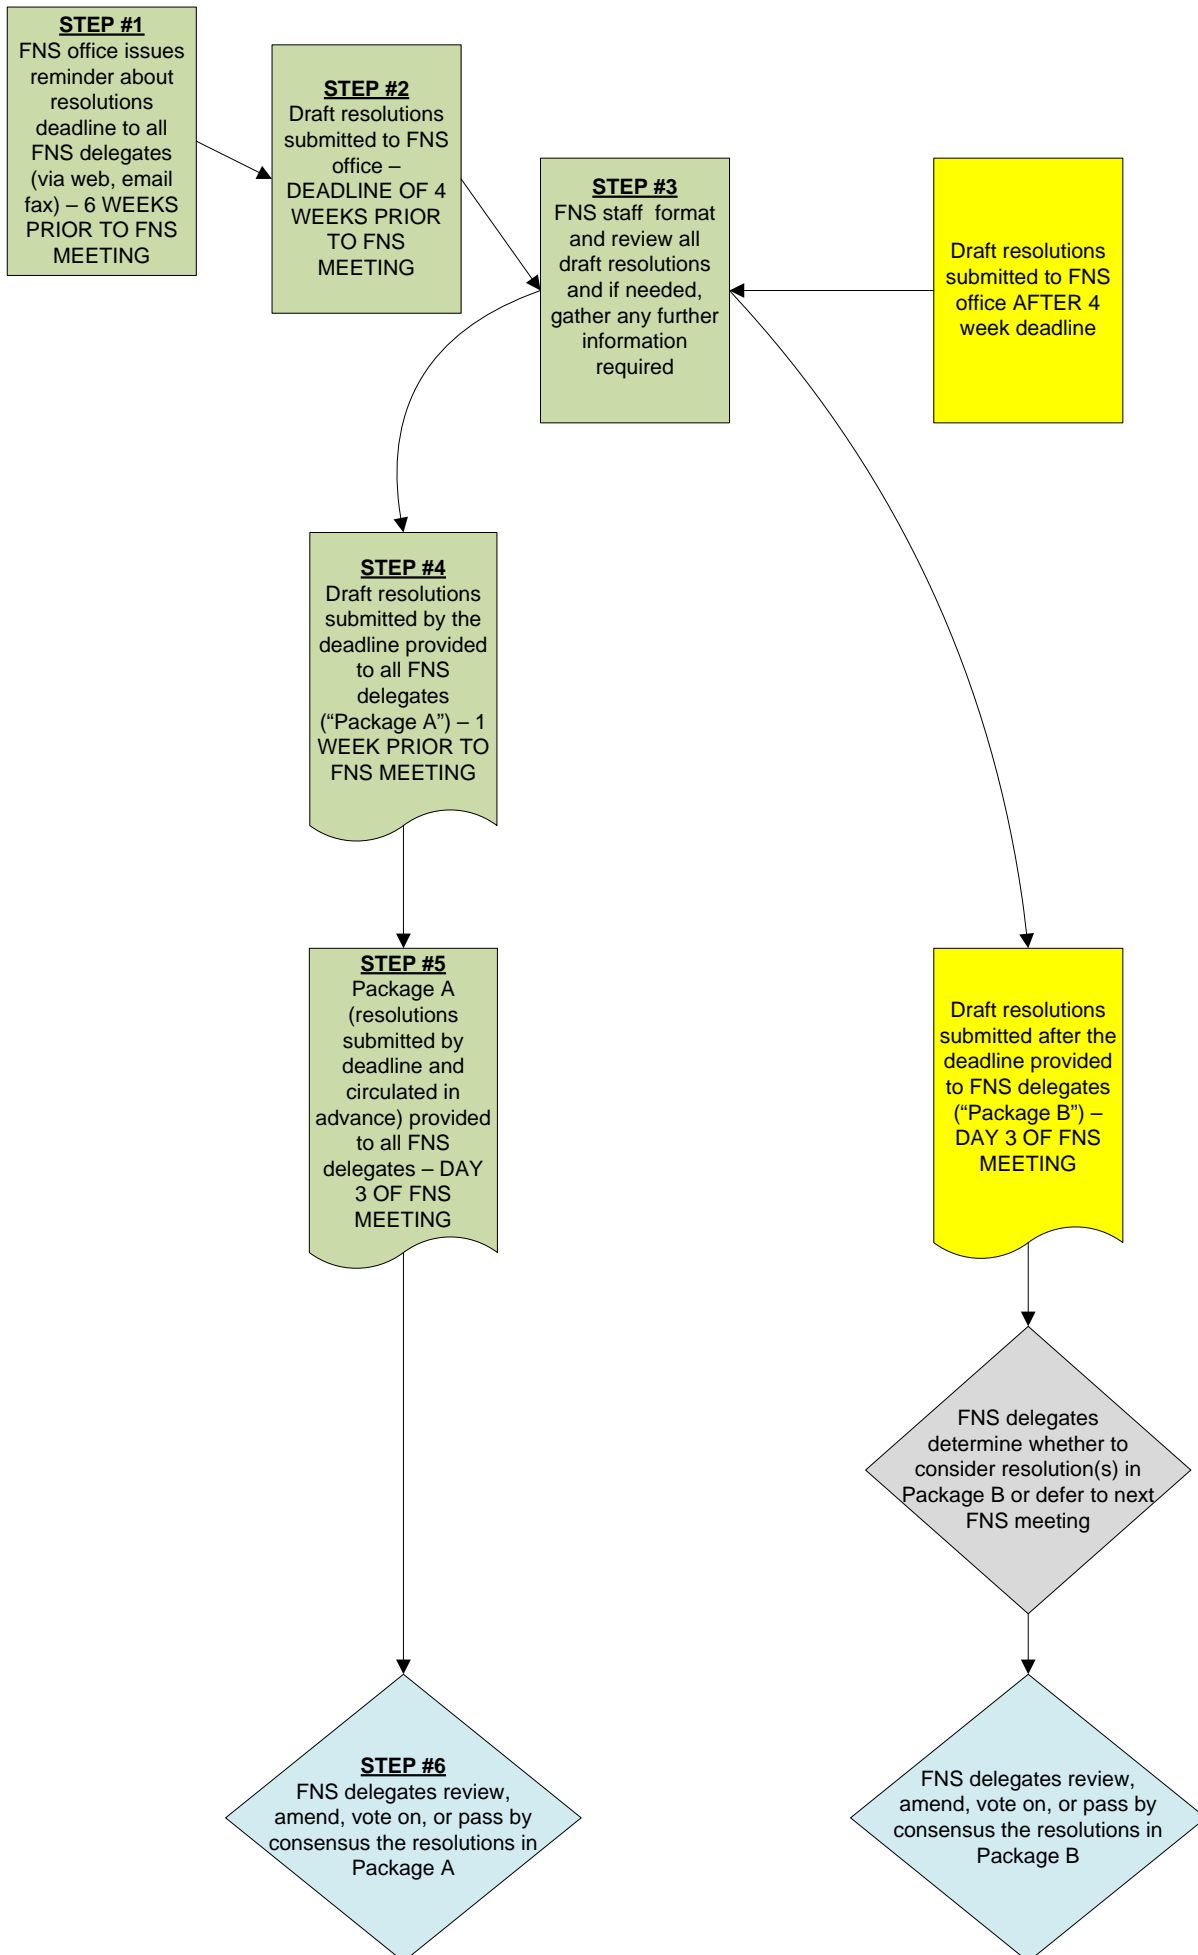 STEP #1
FNS office issues
reminder about
resolutions
deadline to all
FNS delegates
(via web, email
fax) – 6 WEEKS
PRIOR TO FNS
MEETING
STEP #2
Draft resolutions
submitted to FNS
office –
DEADLINE OF 4
WEEKS PRIOR
TO FNS
MEETING
STEP #3
FNS staff  format
and review all
draft resolutions
and if needed,
gather any further
information
required
Draft resolutions
submitted to FNS
office AFTER 4
week deadline
STEP #4
Draft resolutions
submitted by the
deadline provided
to all FNS
delegates
(“Package A”) – 1
WEEK PRIOR TO
FNS MEETING
STEP #5
Package A
(resolutions
submitted by
deadline and
circulated in
advance) provided
to all FNS
delegates – DAY
3 OF FNS
MEETING
Draft resolutions
submitted after the
deadline provided
to FNS delegates
(“Package B”) –
DAY 3 OF FNS
MEETING
FNS delegates
determine whether to
consider resolution(s) in
Package B or defer to next
FNS meeting
STEP #6
FNS delegates review,
amend, vote on, or pass by
consensus the resolutions in
Package A
FNS delegates review,
amend, vote on, or pass by
consensus the resolutions in
Package B